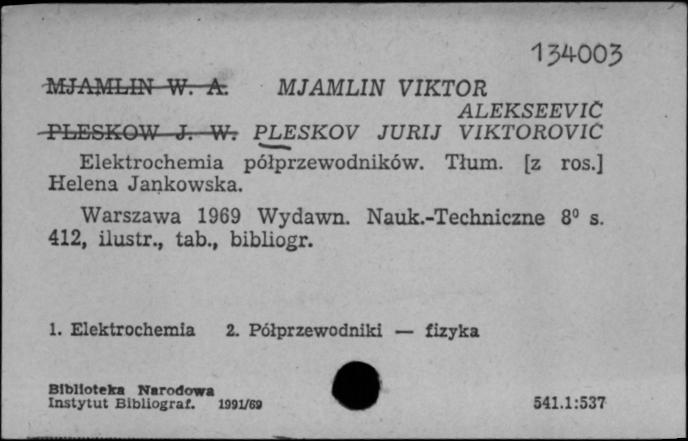 134003
MJAMLIN W. A. MJAMLIN VIKTOR
ALEKSEEVIČ
PLESKOW J. W. PLESKOV JURIJ VIKTOROVIČ
Elektrochemia półprzewodników. Tłum. [z ros.]
Helena Jankowska.
Warszawa 1969 Wydawn. Nauk.-Techniczne 8⁰ s.
412, ilustr., tab., bibliogr.
1. Elektrochemia 2. Półprzewodniki — fizyka
Biblioteka Narodowa
Instytut Bibliograf. 1991/69
541.1:537